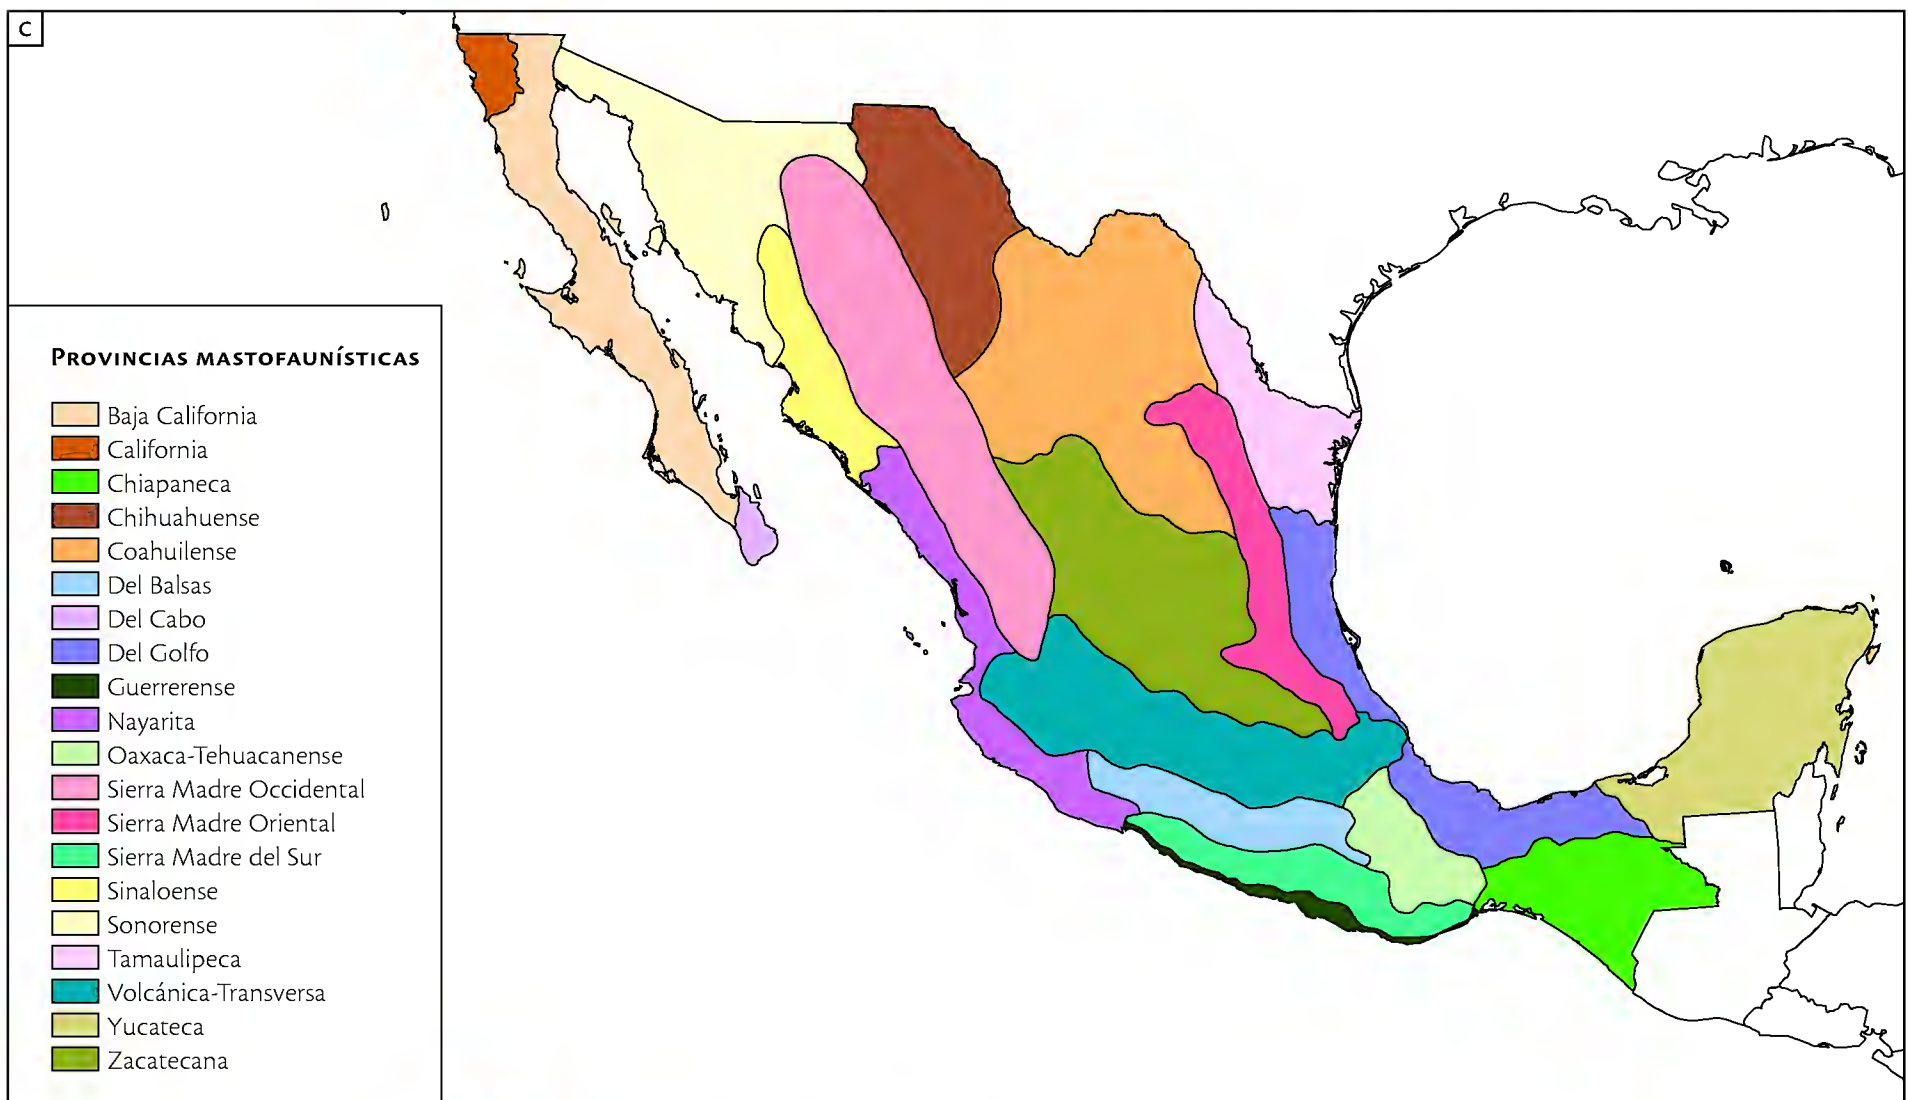 C
PROVINCIAS MASTOFAUNÍSTICAS
Baja California
California
Chiapaneca
Chihuahuense
Coahuilense
Del Balsas
Del Cabo
Del Golfo
Guerrerense
Nayarita
Oaxaca-Tehuacanense
Sierra Madre Occidental
Sierra Madre Oriental
Sierra Madre del Sur
Sinaloense
Sonorense
Tamaulipeca
Volcánica-Transversa
Yucateca
Zacatecana